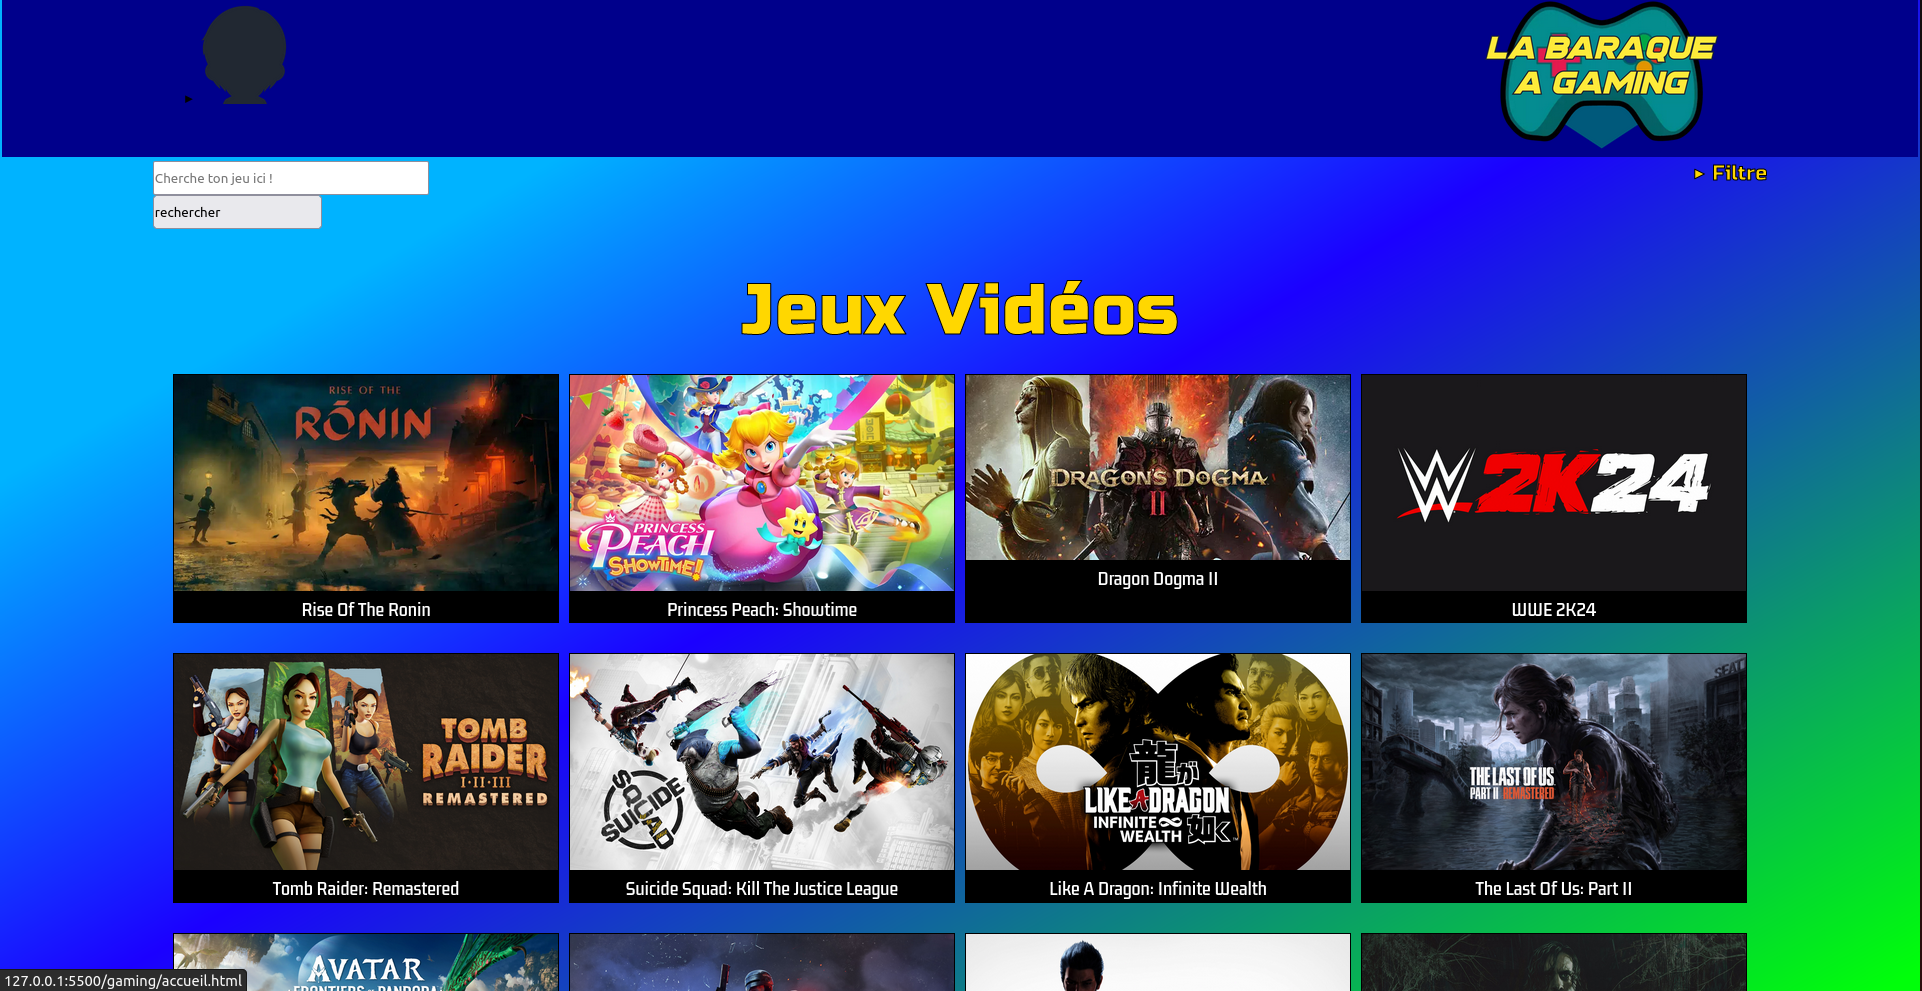 LA BARAQUE
A GAMING
Cherche ton jeu ici !
rechercher
▸ Filtre
Jeux Vidéos
RISE OF THE
RŌNIN
PRINCESS
PEACH
SHOWTIME!
DRAGON'S DOGMA
II
W 2K24
Rise Of The Ronin
Princess Peach: Showtime
Dragon Dogma II
WWE 2K24
TOMB
RAIDER
I·II·III
REMASTERED
SUICIDE
SQUAD
龍が
LIKE A DRAGON
INFINITE ∞
WEALTH 如く
THE LAST OF US
PART II REMASTERED
SEAT
Tomb Raider: Remastered
Suicide Squad: Kill The Justice League
Like A Dragon: Infinite Wealth
The Last Of Us: Part II
AVATAR
FRONTIERS of PANDORA
127.0.0.1:5500/gaming/accueil.html